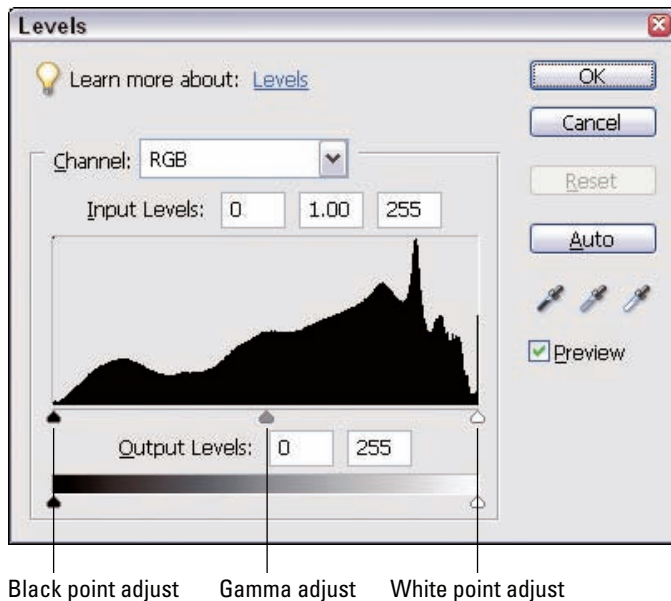 Levels
Learn more about: Levels
OK
Cancel
Channel: RGB
Reset
Input Levels: 0 1.00 255
Auto
Preview
Output Levels: 0 255
Black point adjust Gamma adjust White point adjust